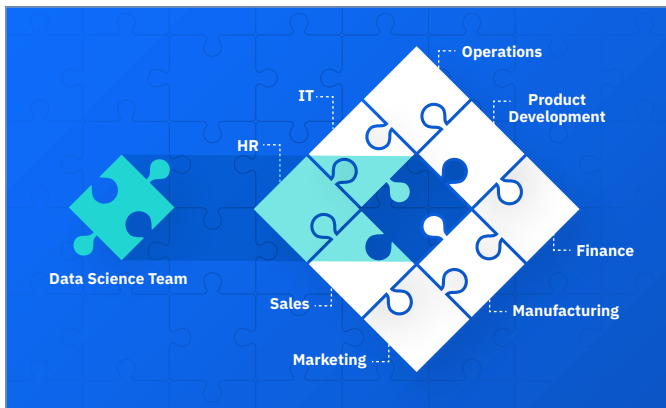 Operations
IT
Product
Development
HR
Data Science Team
Finance
Sales
Manufacturing
Marketing